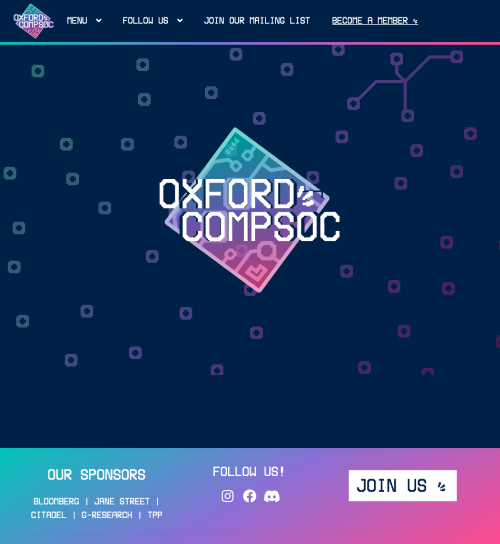 OXFORD
COMPSOC
MENU
FOLLOW US
JOIN OUR MAILING LIST
BECOME A MEMBER
OXFORD
COMPSOC
OUR SPONSORS
BLOOMBERG | JANE STREET |
CITADEL | G-RESEARCH | TPP
FOLLOW US!
JOIN US